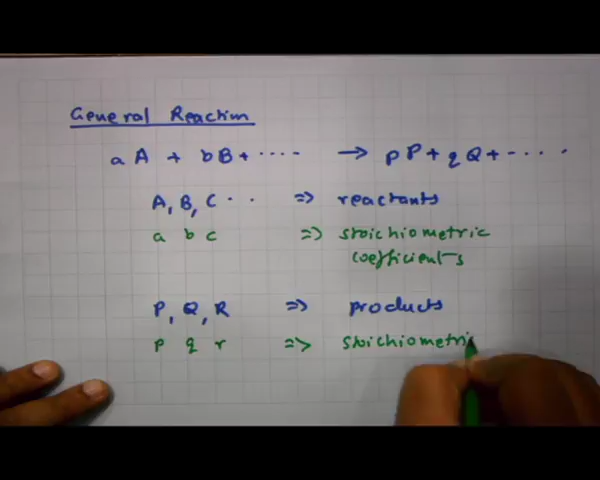 General Reaction
aA + bB + ···· → pP + qQ + -····
A, B, C ·· ⇒ reactants
a b c ⇒ stoichiometric
coefficients
P, Q, R ⇒ products
p q r ⇒ stoichiometri